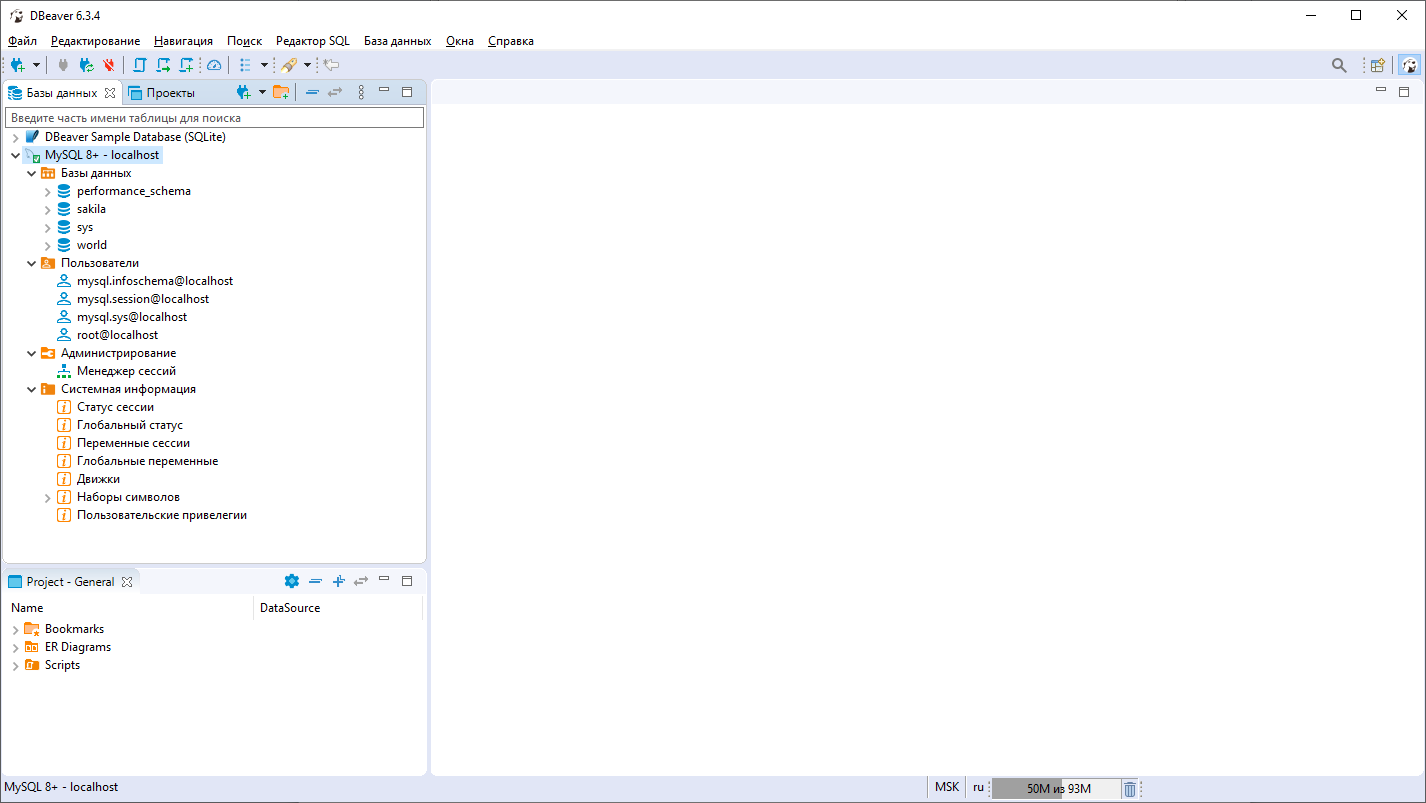 DBeaver 6.3.4
Файл Редактирование Навигация Поиск Редактор SQL База данных Окна Справка
Базы данных Проекты
Введите часть имени таблицы для поиска
DBeaver Sample Database (SQLite)
MySQL 8+ - localhost
Базы данных
performance_schema
sakila
sys
world
Пользователи
mysql.infoschema@localhost
mysql.session@localhost
mysql.sys@localhost
root@localhost
Администрирование
Менеджер сессий
Системная информация
Статус сессии
Глобальный статус
Переменные сессии
Глобальные переменные
Движки
Наборы символов
Пользовательские привелегии
Project - General
Name DataSource
Bookmarks
ER Diagrams
Scripts
MySQL 8+ - localhost MSK ru 50M из 93M